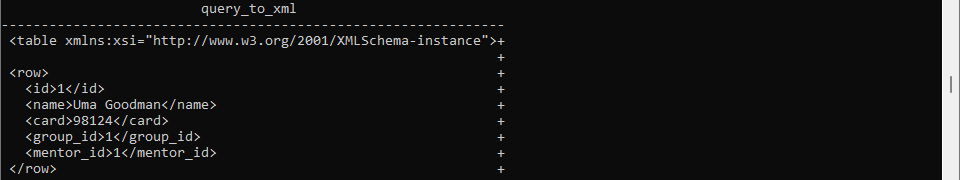 query_to_xml
---------------------------------------------------------------
<table xmlns:xsi="http://www.w3.org/2001/XMLSchema-instance">+
+
<row> +
<id>1</id> +
<name>Uma Goodman</name> +
<card>98124</card> +
<group_id>1</group_id> +
<mentor_id>1</mentor_id> +
</row> +